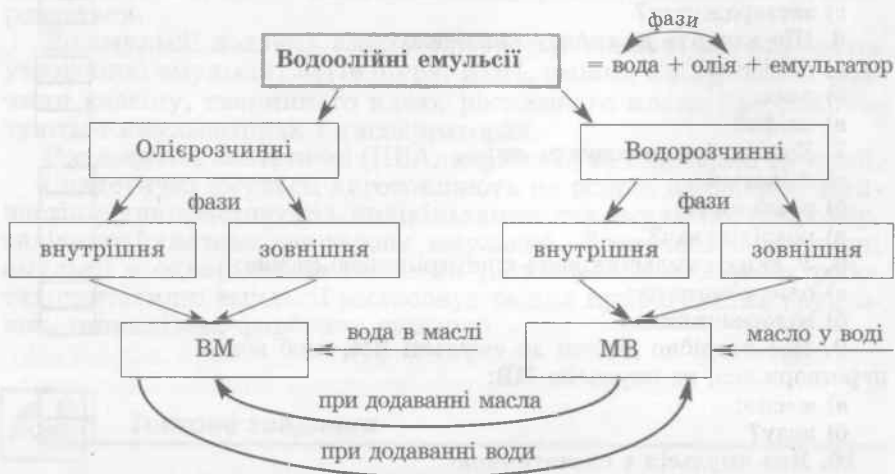 фази
Водоолійні емульсії
= вода + олія + емульгатор
Олієрозчинні
Водорозчинні
фази
фази
внутрішня
зовнішня
внутрішня
зовнішня
ВМ
вода в маслі
МВ
масло у воді
при додаванні масла
при додаванні води